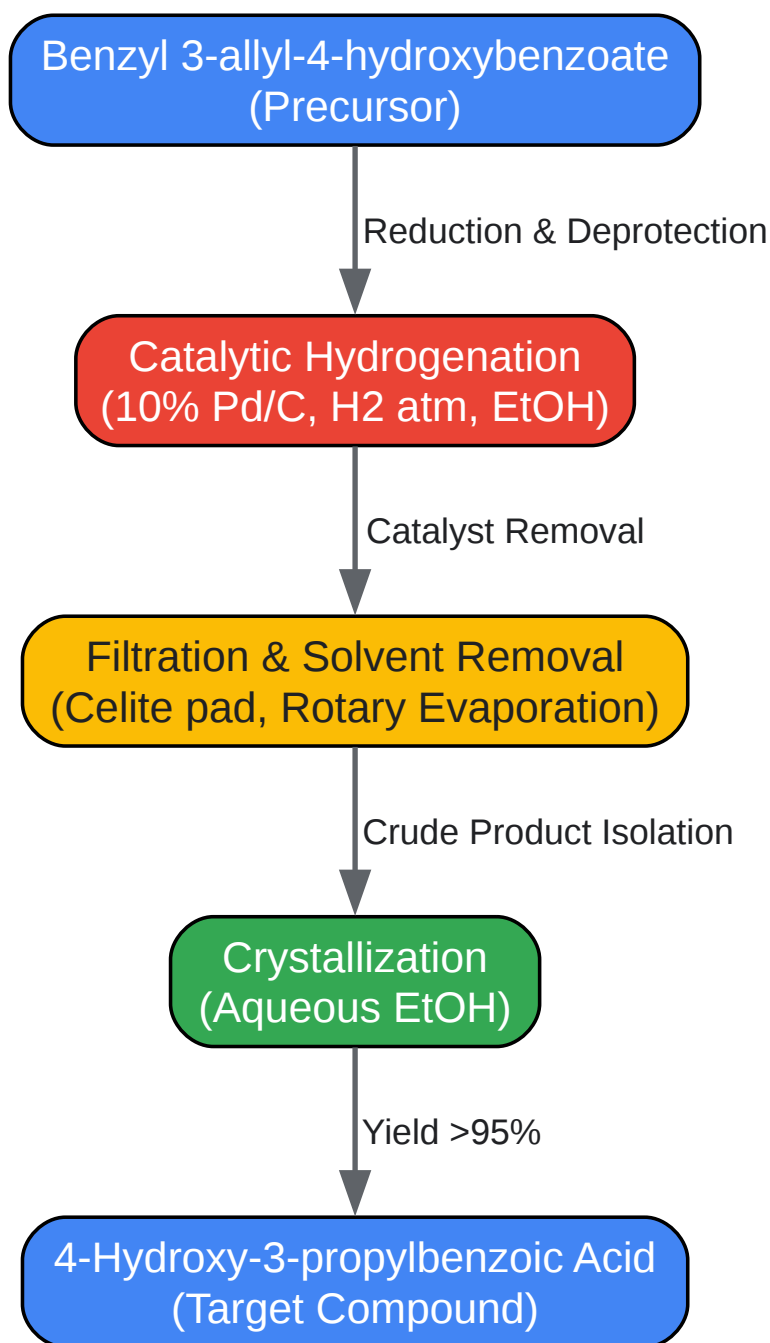 Benzyl 3-allyl-4-hydroxybenzoate
(Precursor)
Reduction & Deprotection
Catalytic Hydrogenation
(10% Pd/C, H2 atm, EtOH)
Catalyst Removal
Filtration & Solvent Removal
(Celite pad, Rotary Evaporation)
Crude Product Isolation
Crystallization
(Aqueous EtOH)
Yield >95%
4-Hydroxy-3-propylbenzoic Acid
(Target Compound)